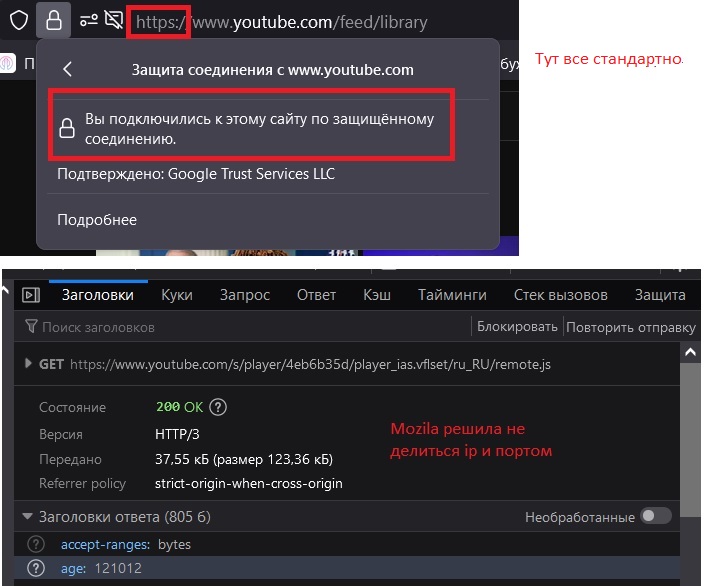 https://www.youtube.com/feed/library
П
бух
Тут все стандартно
Защита соединения с www.youtube.com
Вы подключились к этому сайту по защищённому
соединению.
Подтверждено: Google Trust Services LLC
Подробнее
Заголовки Куки Запрос Ответ Кэш Тайминги Стек вызовов Защита
Поиск заголовков Блокировать Повторить отправку
GET https://www.youtube.com/s/player/4eb6b35d/player_ias.vflset/ru_RU/remote.js
Состояние 200 OK
Версия HTTP/3
Передано 37,55 кБ (размер 123,36 кБ)
Referrer policy strict-origin-when-cross-origin
Mozila решила не
делиться ip и портом
Заголовки ответа (805 б) Необработанные
accept-ranges: bytes
age: 121012